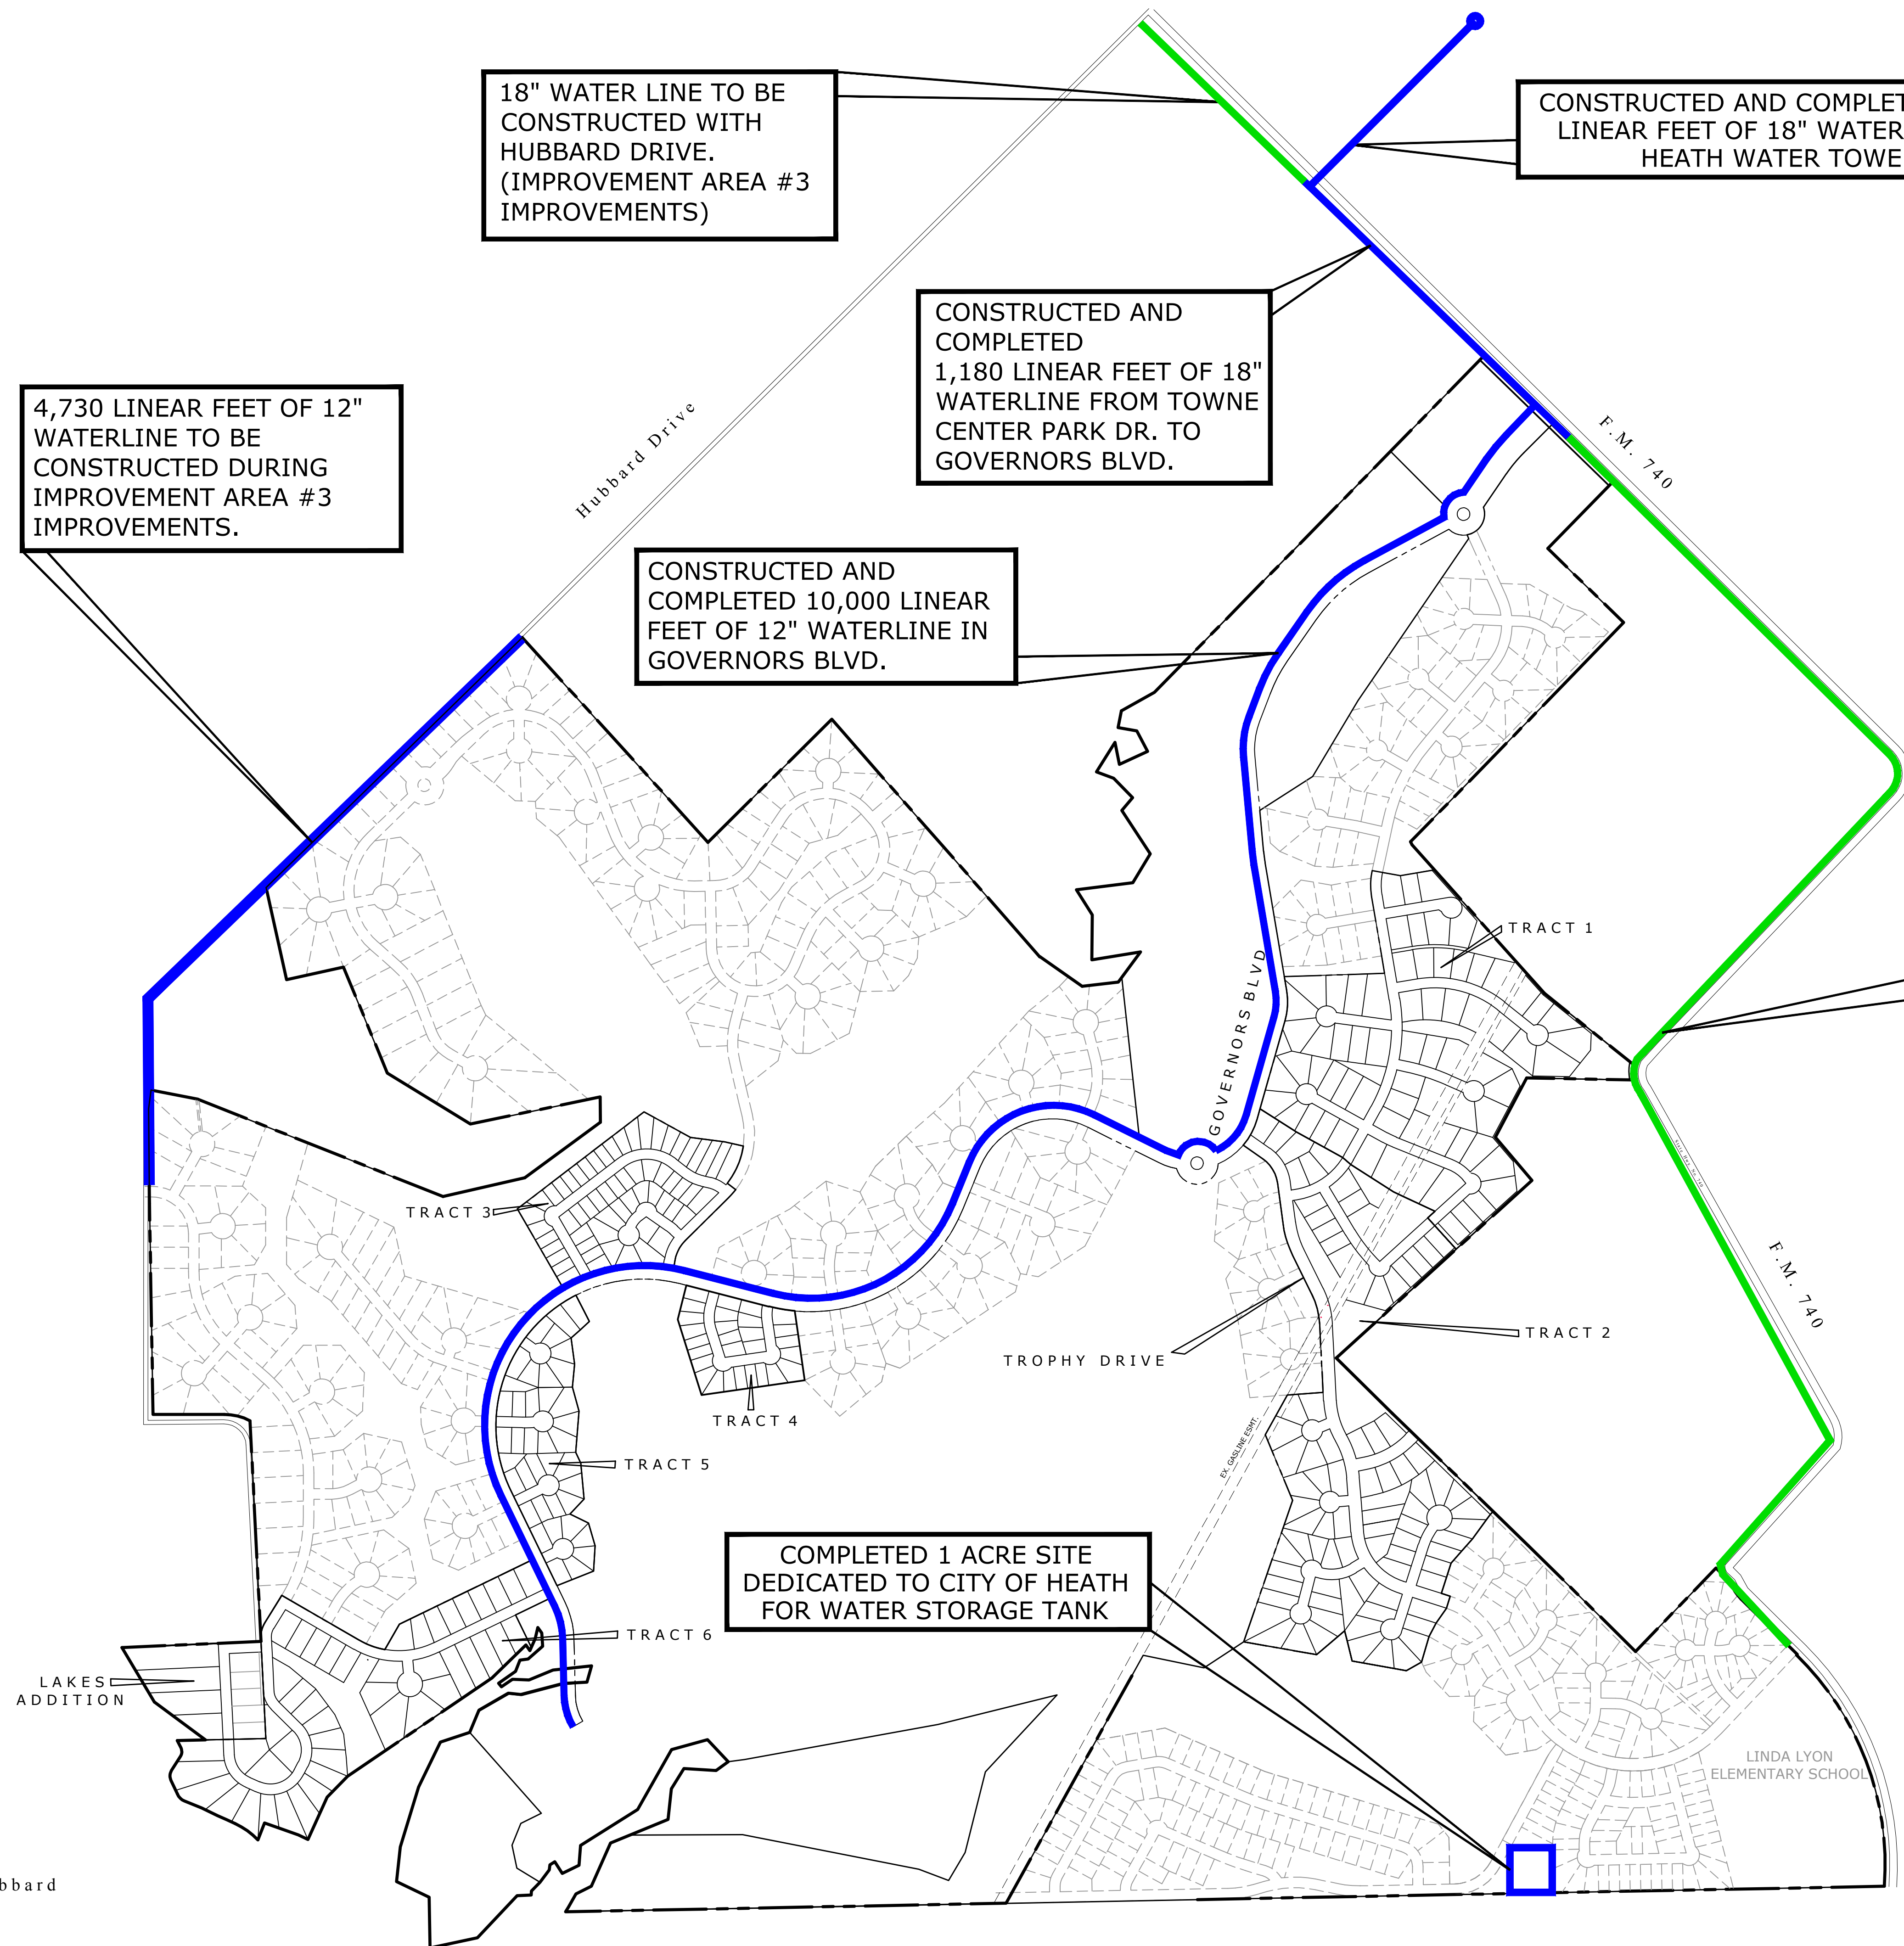 18" WATER LINE TO BE
CONSTRUCTED WITH
HUBBARD DRIVE.
(IMPROVEMENT AREA #3
IMPROVEMENTS)
CONSTRUCTED AND COMPLET
LINEAR FEET OF 18" WATER
HEATH WATER TOWE
CONSTRUCTED AND
COMPLETED
1,180 LINEAR FEET OF 18"
WATERLINE FROM TOWNE
CENTER PARK DR. TO
GOVERNORS BLVD.
4,730 LINEAR FEET OF 12"
WATERLINE TO BE
CONSTRUCTED DURING
IMPROVEMENT AREA #3
IMPROVEMENTS.
Hubbard Drive
F.M. 740
CONSTRUCTED AND
COMPLETED 10,000 LINEAR
FEET OF 12" WATERLINE IN
GOVERNORS BLVD.
TRACT 1
GOVERNORS BLVD
TRACT 3
F.M. 740
TRACT 2
TROPHY DRIVE
TRACT 4
EX. GASLINE ESMT.
TRACT 5
COMPLETED 1 ACRE SITE
DEDICATED TO CITY OF HEATH
FOR WATER STORAGE TANK
TRACT 6
LAKES
ADDITION
LINDA LYON
ELEMENTARY SCHOOL
bbard